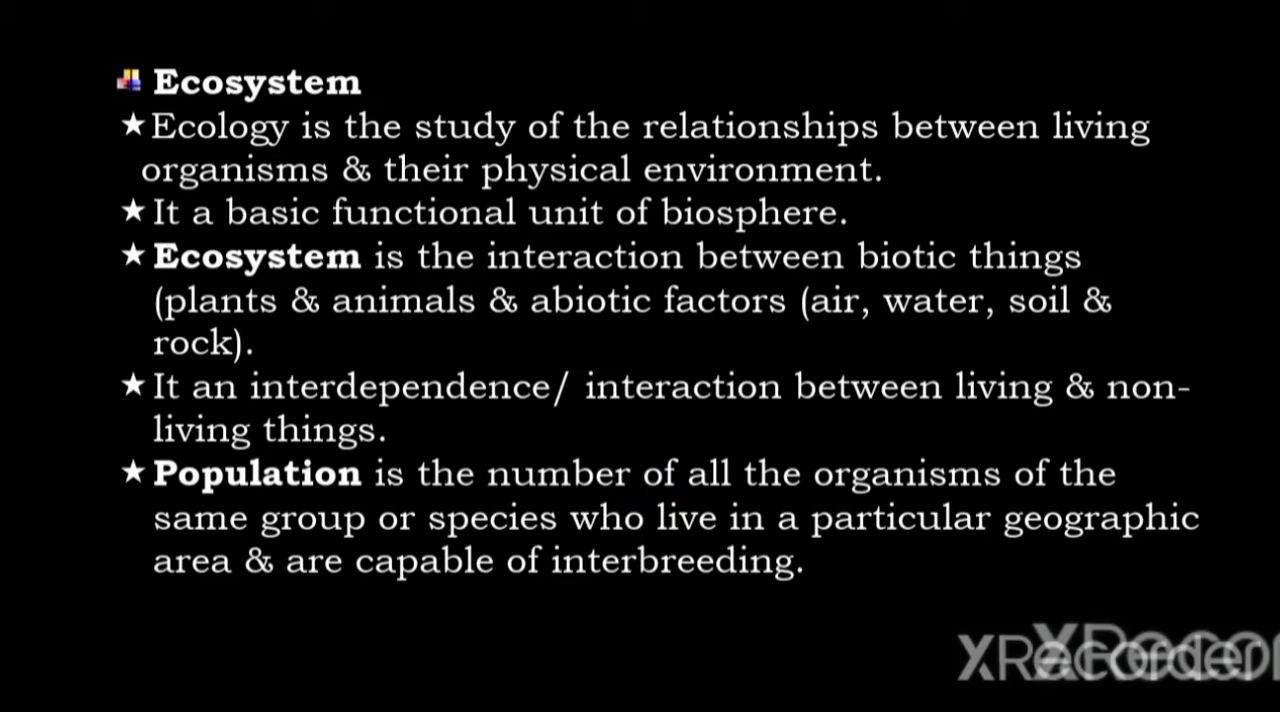 Ecosystem
★Ecology is the study of the relationships between living
organisms & their physical environment.
★It a basic functional unit of biosphere.
★Ecosystem is the interaction between biotic things
(plants & animals & abiotic factors (air, water, soil &
rock).
★It an interdependence/ interaction between living & non-
living things.
★Population is the number of all the organisms of the
same group or species who live in a particular geographic
area & are capable of interbreeding.
XRecorder